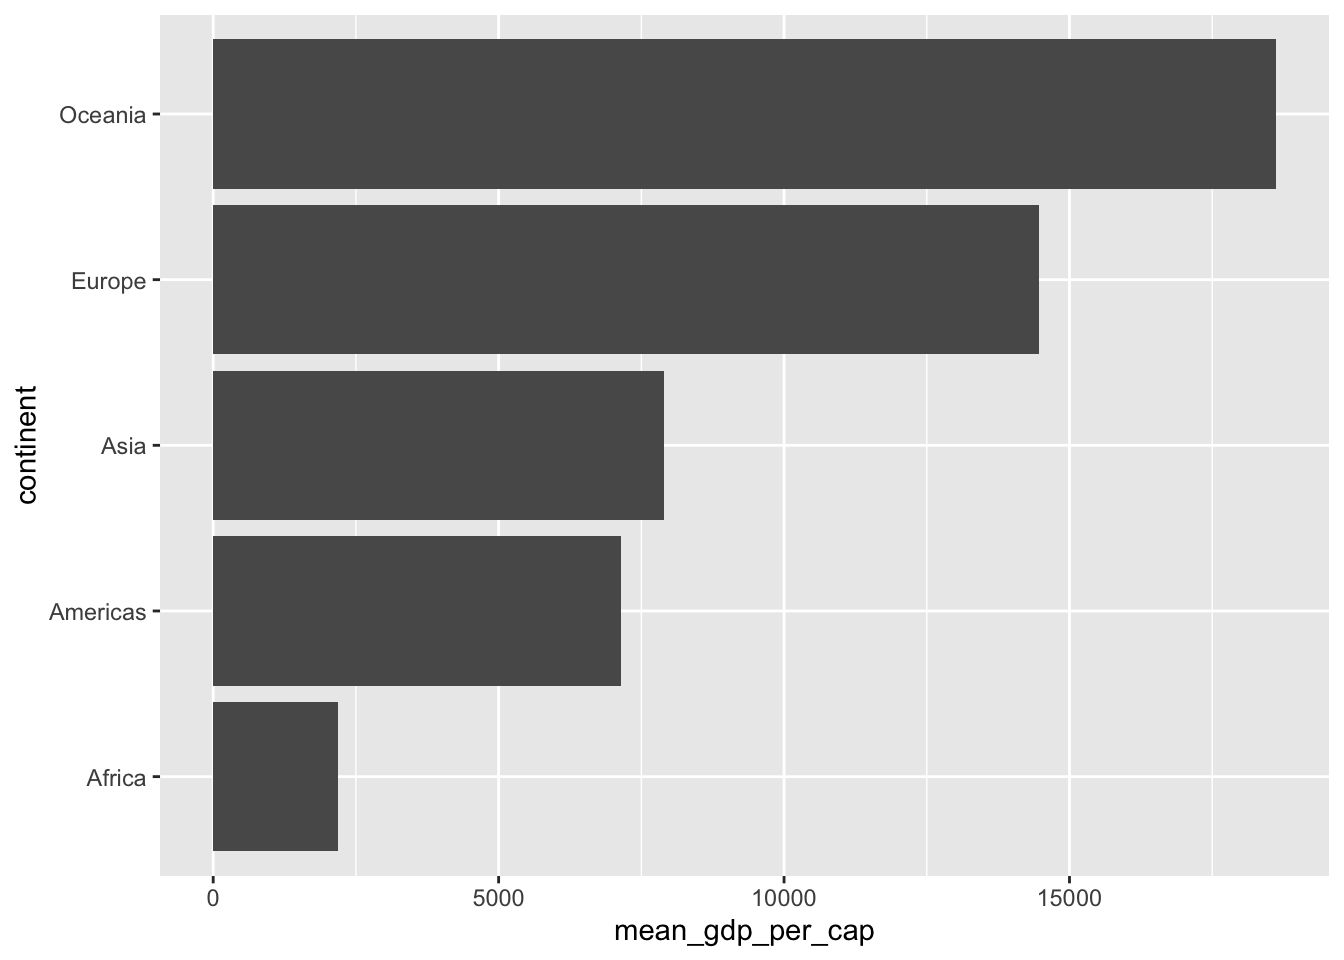 continent
Oceania
Europe
Asia
Americas
Africa
0 5000 10000 15000
mean_gdp_per_cap